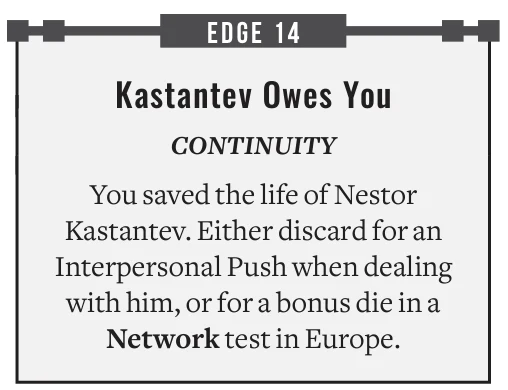 EDGE 14
Kastantev Owes You
CONTINUITY
You saved the life of Nestor
Kastantev. Either discard for an
Interpersonal Push when dealing
with him, or for a bonus die in a
Network test in Europe.